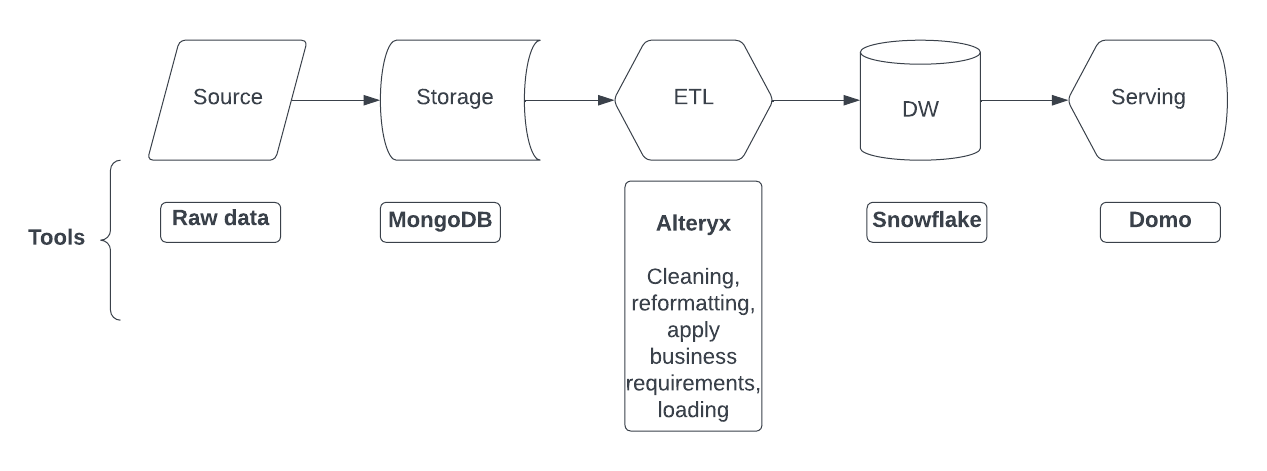 Source
Storage
ETL
DW
Serving
Tools
Raw data
MongoDB
Alteryx
Cleaning,
reformatting,
apply
business
requirements,
loading
Snowflake
Domo